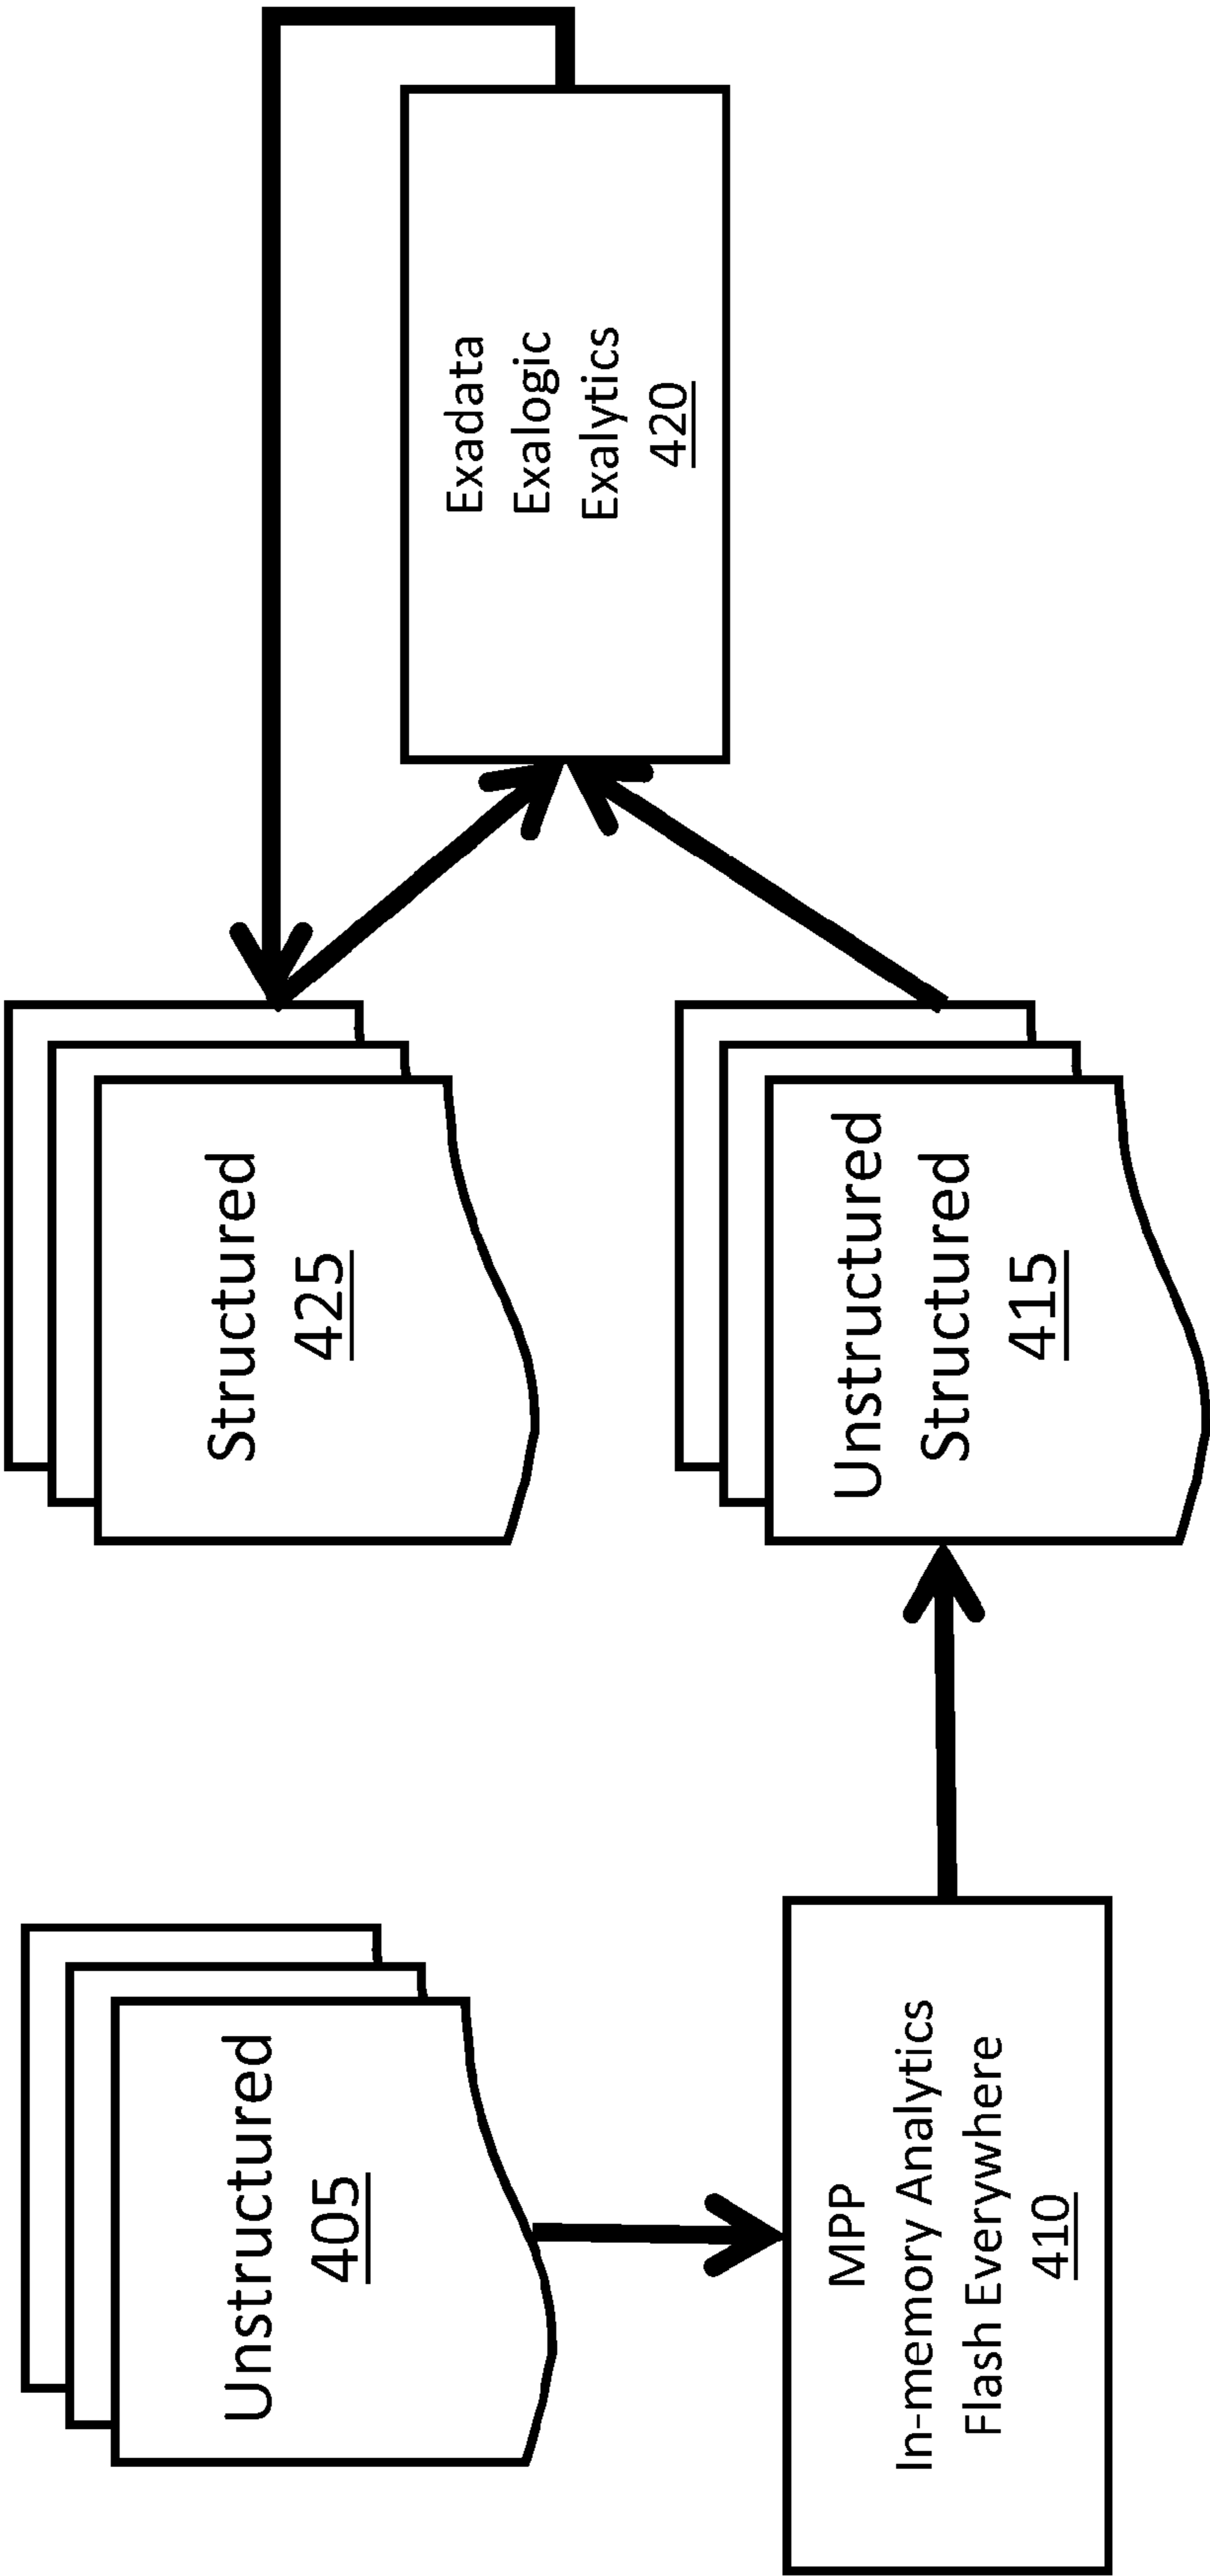 Unstructured
405
MPP
In-memory Analytics
Flash Everywhere
410
Structured
425
Unstructured
Structured
415
Exadata
Exalogic
Exalytics
420